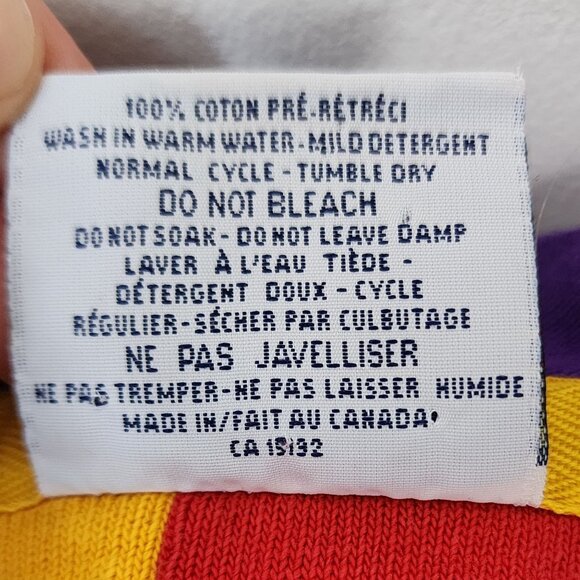 100% COTON PRÉ-RÉTRÉCI
WASH IN WARM WATER-MILD DETERGENT
NORMAL CYCLE - TUMBLE DRY
DO NOT BLEACH
DO NOT SOAK - DO NOT LEAVE DAMP
LAVER À L'EAU TIÈDE -
DÉTERGENT DOUX - CYCLE
RÉGULIER - SÉCHER PAR CULBUTAGE
NE PAS JAVELLISER
NE PAS TREMPER - NE PAS LAISSER HUMIDE
MADE IN/FAIT AU CANADA
CA 15192